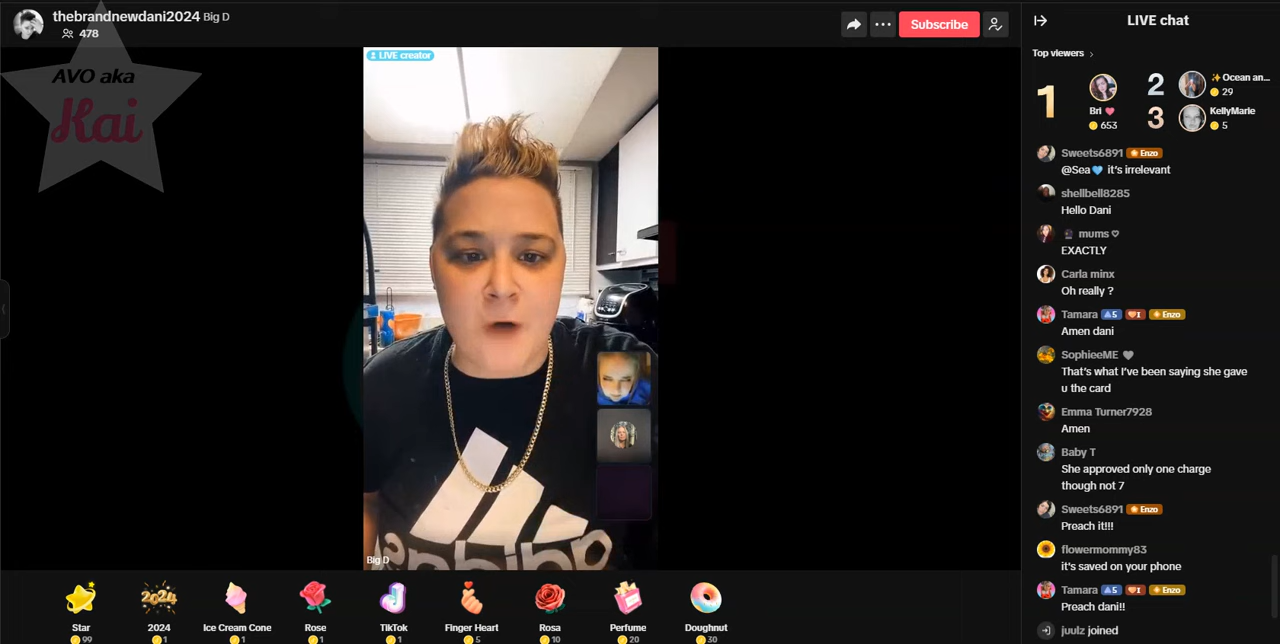 thebrandnewdani2024 Big D
478
Subscribe
LIVE chat
AVO aka
Kai
LIVE creator
Top viewers
1
Bri
653
2
Ocean an...
29
3
KellyMarie
5
Sweets6891 Enzo
@Sea💙 it's irrelevant
shellbell8285
Hello Dani
mums ♡
EXACTLY
Carla minx
Oh really ?
Tamara 5 1 Enzo
Amen dani
SophieeME
That's what I've been saying she gave
u the card
Emma Turner7928
Amen
Baby T
She approved only one charge
though not 7
Sweets6891 Enzo
Preach it!!!
flowermommy83
it's saved on your phone
Tamara 5 1 Enzo
Preach dani!!
juulz joined
adidas
Big D
2024
Star
99
2024
1
Ice Cream Cone
1
Rose
1
TikTok
1
Finger Heart
5
Rosa
10
Perfume
20
Doughnut
30